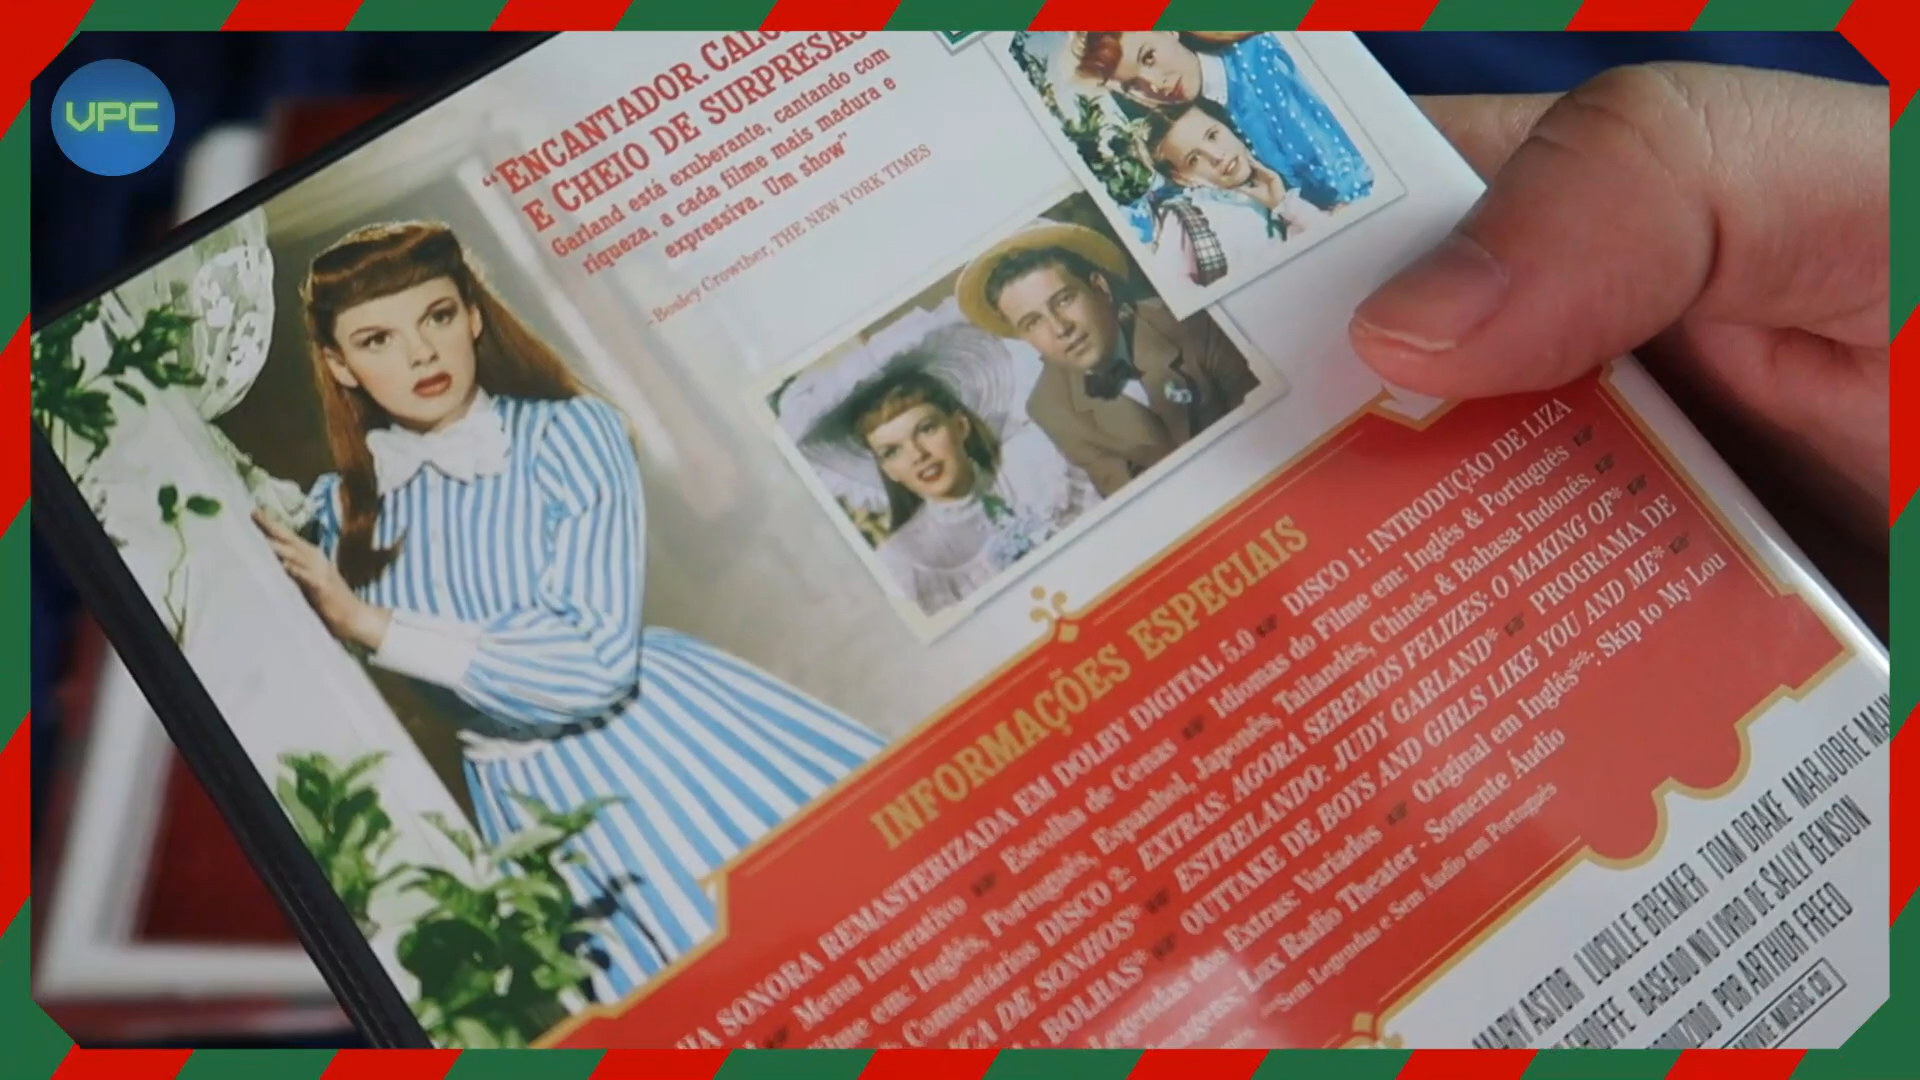 VPC
“ENCANTADOR. CALO
E CHEIO DE SURPRESAS
Garland está exuberante, cantando com
riqueza, a cada filme mais madura e
expressiva. Um show”
- Bosley Crowther, THE NEW YORK TIMES
INFORMAÇÕES ESPECIAIS
HA SONORA REMASTERIZADA EM DOLBY DIGITAL 5.0 DISCO 1: INTRODUÇÃO DE LIZA
Menu Interativo Escolha de Cenas Idiomas do Filme em: Inglês & Português
em: Inglês, Português, Espanhol, Japonês, Tailandês, Chinês & Bahasa-Indonés.
Comentários DISCO 2: EXTRAS: AGORA SEREMOS FELIZES: O MAKING OF*
DE SONHOS* ESTRELANDO: JUDY GARLAND* PROGRAMA DE
- BOLHAS* OUTTAKE DE BOYS AND GIRLS LIKE YOU AND ME*
Legendas dos Extras: Variados Original em Inglês**: Skip to My Lou
Lux Radio Theater - Somente Áudio
**Sem Legendas e Sem Áudio em Português
MARY ASTOR LUCILLE BREMER TOM DRAKE MARJORIE MAIN
BASEADO NO LIVRO DE SALLY BENSON
POR ARTHUR FREED
MUSIC CD